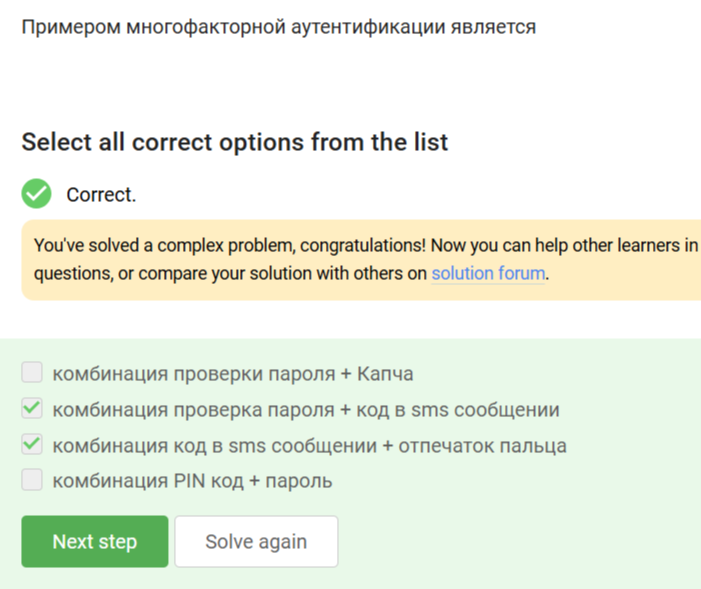 Примером многофакторной аутентификации является
Select all correct options from the list
Correct.
You've solved a complex problem, congratulations! Now you can help other learners in
questions, or compare your solution with others on solution forum.
комбинация проверки пароля + Капча
комбинация проверка пароля + код в sms сообщении
комбинация код в sms сообщении + отпечаток пальца
комбинация PIN код + пароль
Next step
Solve again